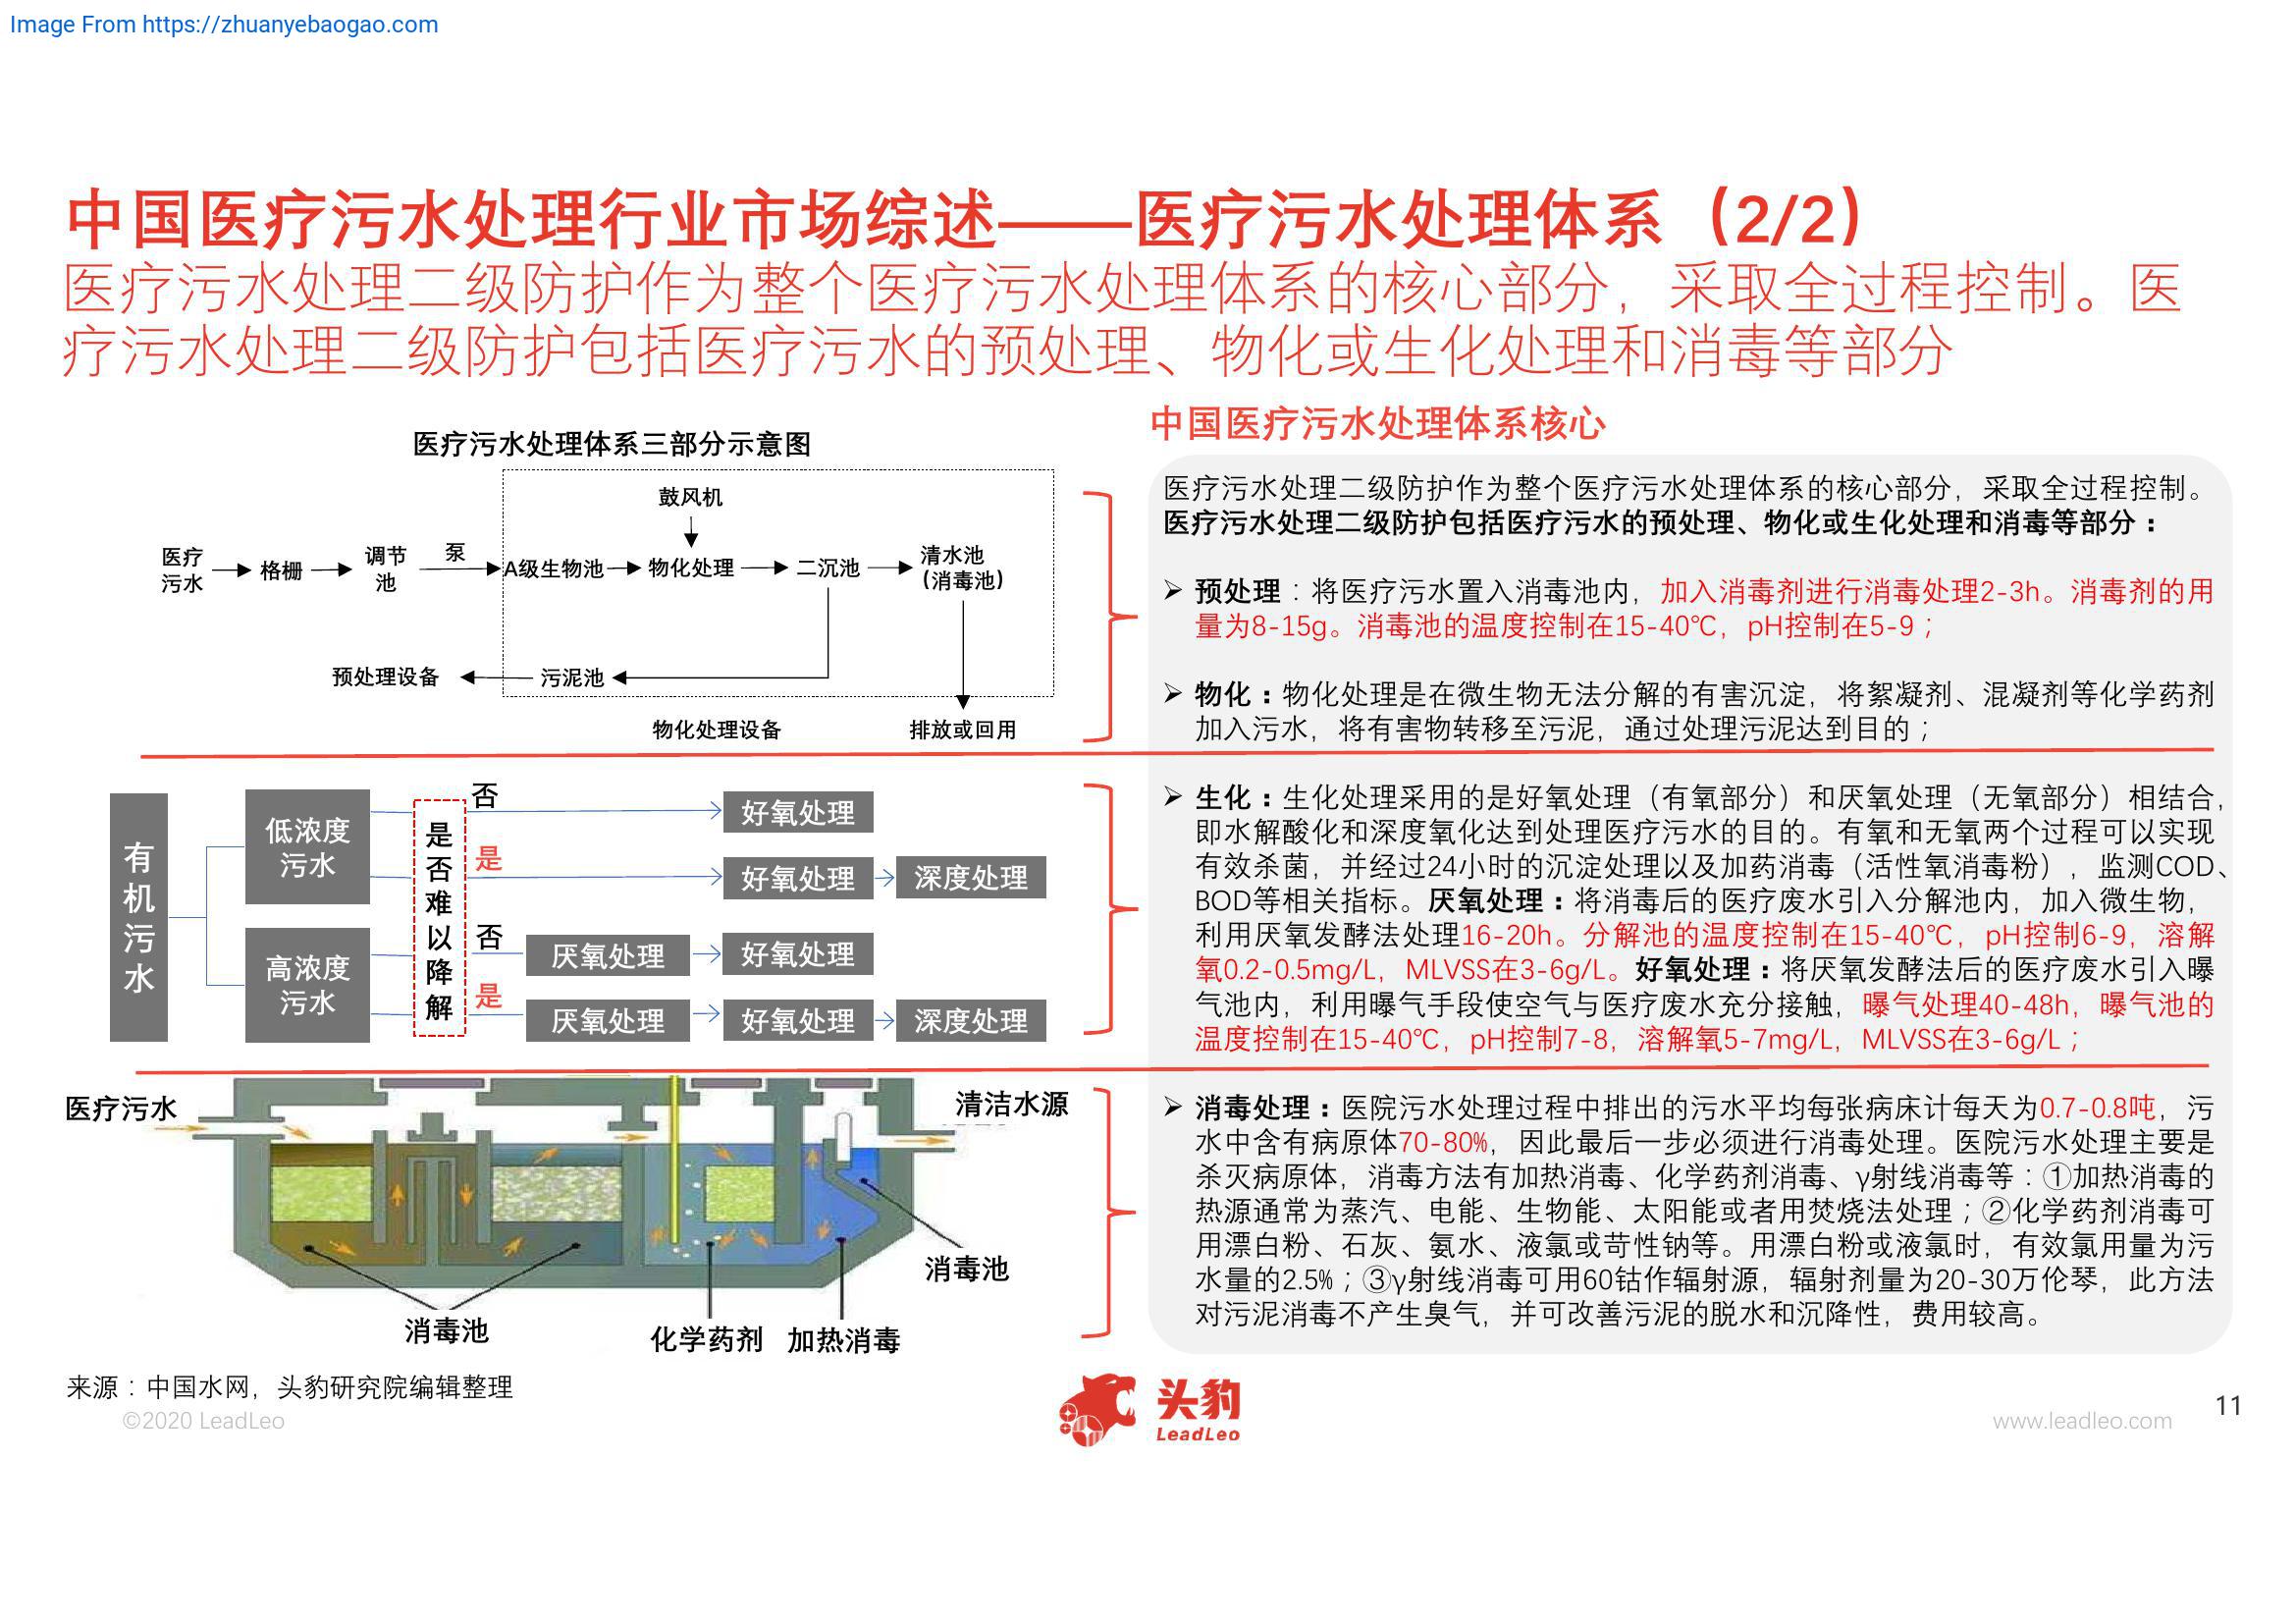 Image From https://zhuanyebaogao.com
中国医疗污水处理行业市场综述——医疗污水处理体系（2/2）
医疗污水处理二级防护作为整个医疗污水处理体系的核心部分，采取全过程控制。医
疗污水处理二级防护包括医疗污水的预处理、物化或生化处理和消毒等部分
医疗污水处理体系三部分示意图
鼓风机
医疗
污水
格栅
调节
池
泵
A级生物池
物化处理
二沉池
清水池
（消毒池）
预处理设备
污泥池
物化处理设备
排放或回用
有机污水
低浓度
污水
高浓度
污水
是否难以降解
否
好氧处理
是
好氧处理
深度处理
否
厌氧处理
好氧处理
是
厌氧处理
好氧处理
深度处理
医疗污水
清洁水源
消毒池
消毒池
化学药剂
加热消毒
中国医疗污水处理体系核心
医疗污水处理二级防护作为整个医疗污水处理体系的核心部分，采取全过程控制。
医疗污水处理二级防护包括医疗污水的预处理、物化或生化处理和消毒等部分：
➢ 预处理：将医疗污水置入消毒池内，加入消毒剂进行消毒处理2-3h。消毒剂的用
量为8-15g。消毒池的温度控制在15-40℃，pH控制在5-9；
➢ 物化：物化处理是在微生物无法分解的有害沉淀，将絮凝剂、混凝剂等化学药剂
加入污水，将有害物转移至污泥，通过处理污泥达到目的；
➢ 生化：生化处理采用的是好氧处理（有氧部分）和厌氧处理（无氧部分）相结合，
即水解酸化和深度氧化达到处理医疗污水的目的。有氧和无氧两个过程可以实现
有效杀菌，并经过24小时的沉淀处理以及加药消毒（活性氧消毒粉），监测COD、
BOD等相关指标。厌氧处理：将消毒后的医疗废水引入分解池内，加入微生物，
利用厌氧发酵法处理16-20h。分解池的温度控制在15-40℃，pH控制6-9，溶解
氧0.2-0.5mg/L，MLVSS在3-6g/L。好氧处理：将厌氧发酵法后的医疗废水引入曝
气池内，利用曝气手段使空气与医疗废水充分接触，曝气处理40-48h，曝气池的
温度控制在15-40℃，pH控制7-8，溶解氧5-7mg/L，MLVSS在3-6g/L；
➢ 消毒处理：医院污水处理过程中排出的污水平均每张病床计每天为0.7-0.8吨，污
水中含有病原体70-80%，因此最后一步必须进行消毒处理。医院污水处理主要是
杀灭病原体，消毒方法有加热消毒、化学药剂消毒、γ射线消毒等：①加热消毒的
热源通常为蒸汽、电能、生物能、太阳能或者用焚烧法处理；②化学药剂消毒可
用漂白粉、石灰、氨水、液氯或苛性钠等。用漂白粉或液氯时，有效氯用量为污
水量的2.5%；③γ射线消毒可用60钴作辐射源，辐射剂量为20-30万伦琴，此方法
对污泥消毒不产生臭气，并可改善污泥的脱水和沉降性，费用较高。
来源：中国水网，头豹研究院编辑整理
©2020 LeadLeo
头豹
LeadLeo
www.leadleo.com
11